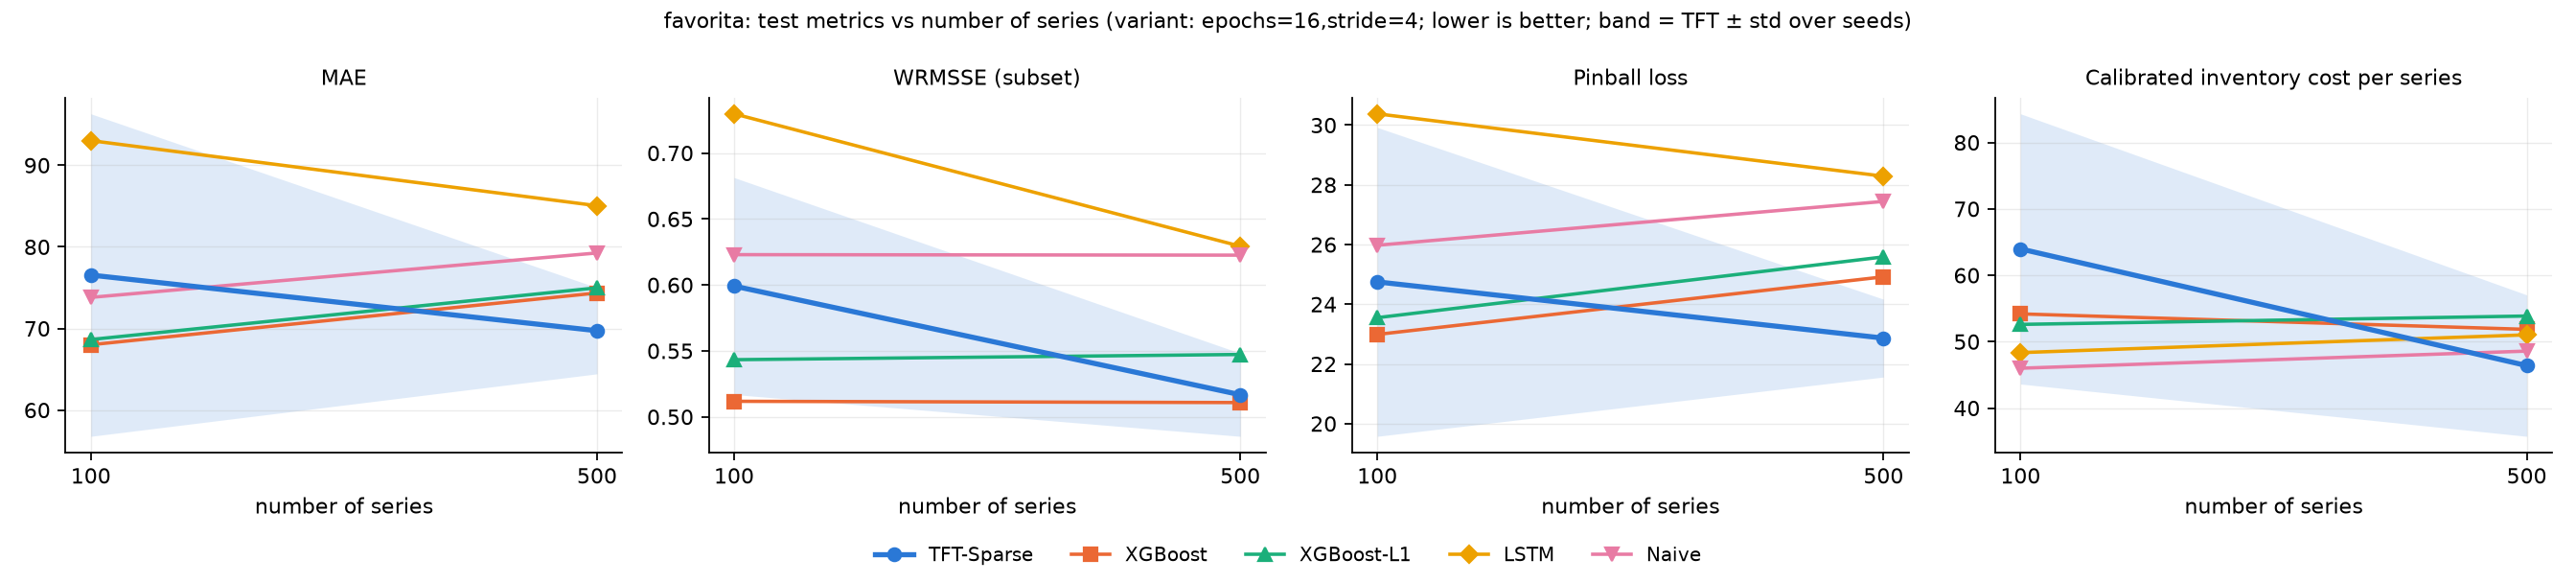 favorita: test metrics vs number of series (variant: epochs=16,stride=4; lower is better; band = TFT ± std over seeds)
MAE
90
80
70
60
100 500
number of series
WRMSSE (subset)
0.70
0.65
0.60
0.55
0.50
100 500
number of series
Pinball loss
30
28
26
24
22
20
100 500
number of series
Calibrated inventory cost per series
80
70
60
50
40
100 500
number of series
TFT-Sparse XGBoost XGBoost-L1 LSTM Naive